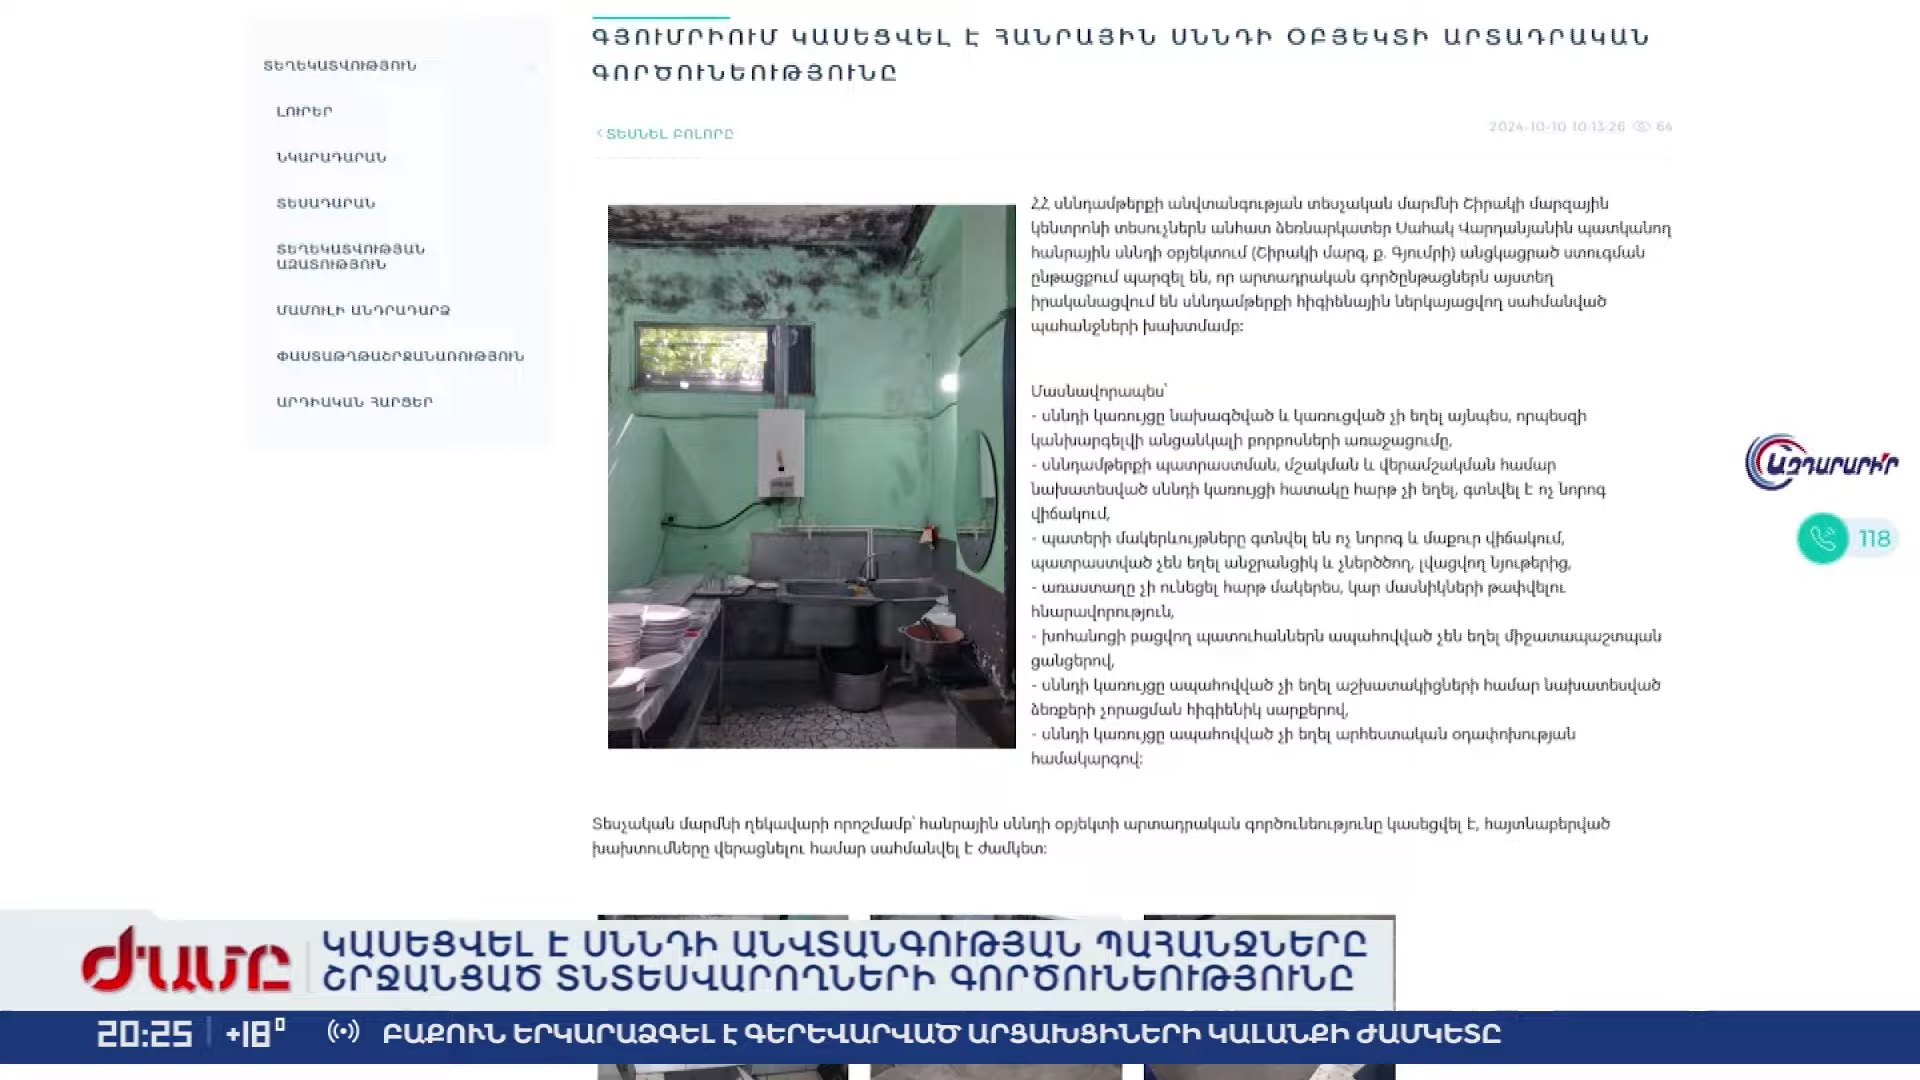 ԳՅՈՒՄՐԻՈՒՄ ԿԱՍԵՑՎԵԼ Է ՀԱՆՐԱՅԻՆ ՍՆՆԴԻ ՕԲՅԵԿՏԻ ԱՐՏԱԴՐԱԿԱՆ
ԳՈՐԾՈՒՆԵՈՒԹՅՈՒՆԸ
ՏԵՂԵԿԱՏՎՈՒԹՅՈՒՆ
ԼՈՒՐԵՐ
ՆԿԱՐԱԴԱՐԱՆ
ՏԵՍԱԴԱՐԱՆ
ՏԵՂԵԿԱՏՎՈՒԹՅԱՆ
ԱԶԱՏՈՒԹՅՈՒՆ
ՄԱՄՈՒԼԻ ԱՆԴՐԱԴԱՐՁ
ՓԱՍՏԱԹՂԹԱՇՐՋԱՆԱՌՈՒԹՅՈՒՆ
ԱՐԴԻԱԿԱՆ ՀԱՐՑԵՐ
< ՏԵՍՆԵԼ ԲՈԼՈՐԸ
2024-10-10 10:13:26 64
ՀՀ սննդամթերքի անվտանգության տեսչական մարմնի Շիրակի մարզային
կենտրոնի տեսուչներն անհատ ձեռնարկատեր Սահակ Վարդանյանին պատկանող
հանրային սննդի օբյեկտում (Շիրակի մարզ, ք. Գյումրի) անցկացրած ստուգման
ընթացքում պարզել են, որ արտադրական գործընթացներն այստեղ
իրականացվում են սննդամթերքի հիգիենային ներկայացվող սահմանված
պահանջների խախտմամբ:
Մասնավորապես՝
- սննդի կառույցը նախագծված և կառուցված չի եղել այնպես, որպեսզի
կանխարգելվի անցանկալի բորբոսների առաջացումը,
- սննդամթերքի պատրաստման, մշակման և վերամշակման համար
նախատեսված սննդի կառույցի հատակը հարթ չի եղել, գտնվել է ոչ նորոգ
վիճակում,
- պատերի մակերևույթները գտնվել են ոչ նորոգ և մաքուր վիճակում,
պատրաստված չեն եղել անջրանցիկ և չներծծող, լվացվող նյութերից,
- առաստաղը չի ունեցել հարթ մակերես, կար մասնիկների թափվելու
հնարավորություն,
- խոհանոցի բացվող պատուհաններն ապահովված չեն եղել միջատապաշտպան
ցանցերով,
- սննդի կառույցը ապահովված չի եղել աշխատակիցների համար նախատեսված
ձեռքերի չորացման հիգիենիկ սարքերով,
- սննդի կառույցը ապահովված չի եղել արհեստական օդափոխության
համակարգով:
Տեսչական մարմնի ղեկավարի որոշմամբ՝ հանրային սննդի օբյեկտի արտադրական գործունեությունը կասեցվել է, հայտնաբերված
խախտումները վերացնելու համար սահմանվել է ժամկետ:
Ազդարարի՛ր
118
ԺԱՄԸ
ԿԱՍԵՑՎԵԼ Է ՍՆՆԴԻ ԱՆՎՏԱՆԳՈՒԹՅԱՆ ՊԱՀԱՆՋՆԵՐԸ
ՇՐՋԱՆՑԱԾ ՏՆՏԵՍՎԱՐՈՂՆԵՐԻ ԳՈՐԾՈՒՆԵՈՒԹՅՈՒՆԸ
20:25 +18° ԲԱՔՈՒՆ ԵՐԿԱՐԱՁԳԵԼ Է ԳԵՐԵՎԱՐՎԱԾ ԱՐՑԱԽՑԻՆԵՐԻ ԿԱԼԱՆՔԻ ԺԱՄԿԵՏԸ